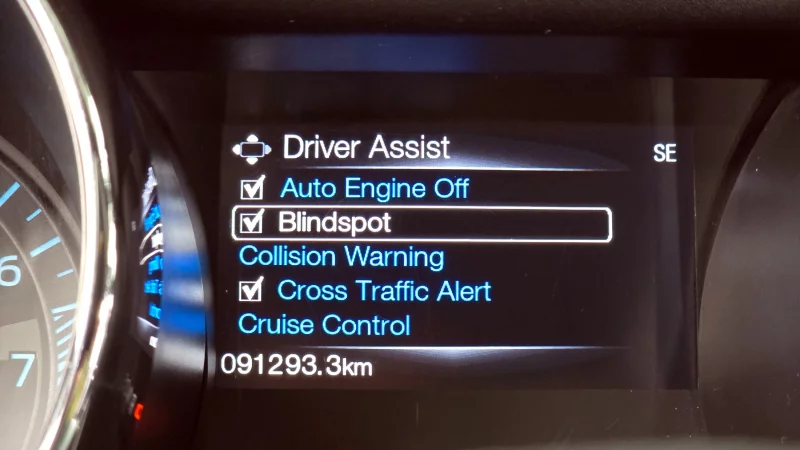 Driver Assist
SE
Auto Engine Off
Blindspot
Collision Warning
Cross Traffic Alert
Cruise Control
091293.3km
6
7